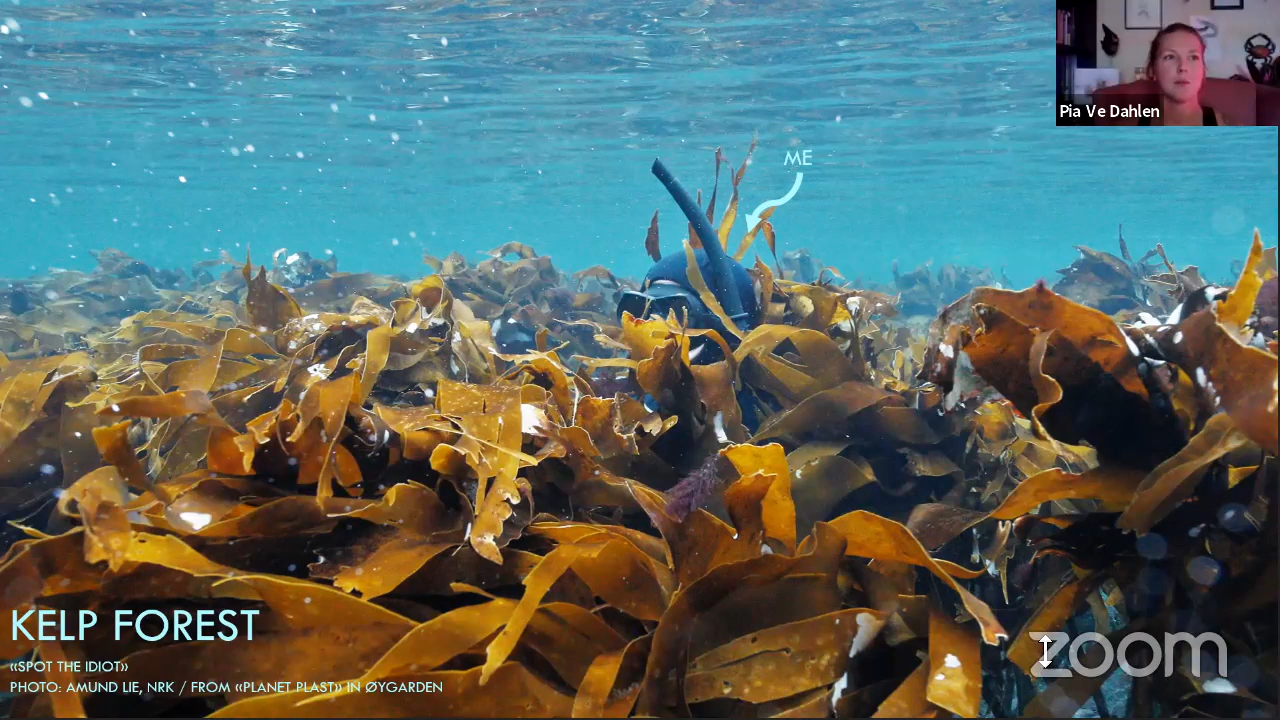 Pia Ve Dahlen
ME
KELP FOREST
«SPOT THE IDIOT»
PHOTO: AMUND LIE, NRK / FROM «PLANET PLAST» IN ØYGARDEN
zoom